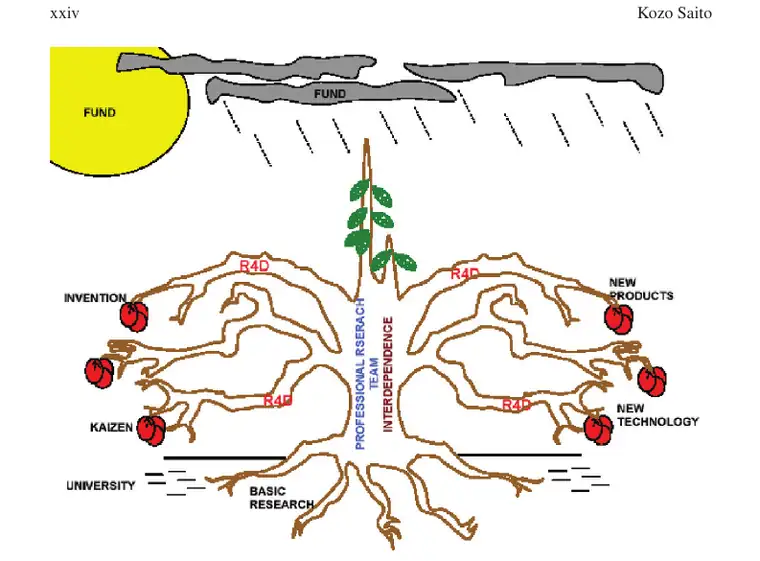 xxiv
Kozo Saito
FUND
FUND
R4D
R4D
INVENTION
NEW
PRODUCTS
PROFESSIONAL RSERACH
TEAM
INTERDEPENDENCE
R4D
R4D
KAIZEN
NEW
TECHNOLOGY
UNIVERSITY
BASIC
RESEARCH